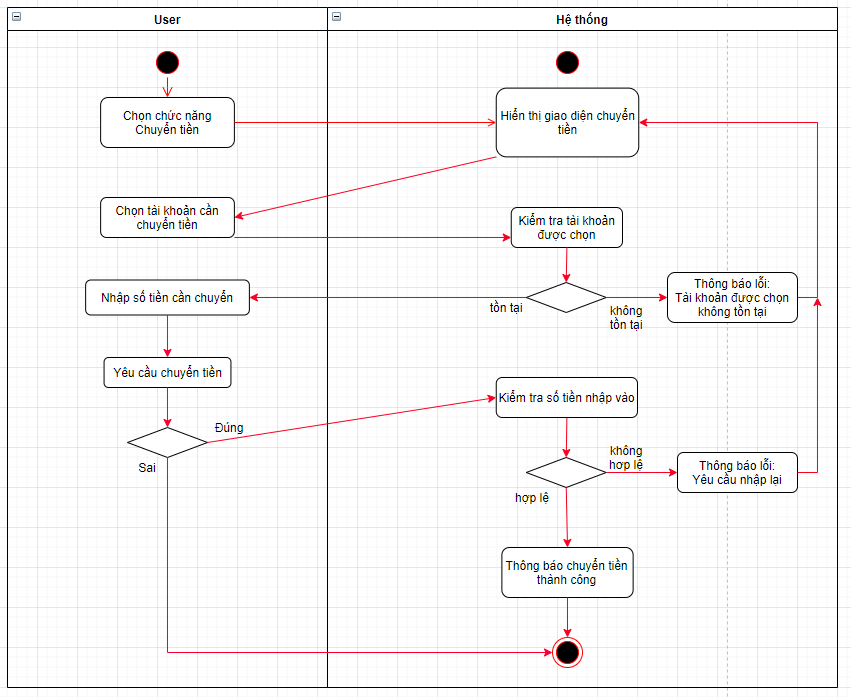 User
Hệ thống
Chọn chức năng
Chuyển tiền
Hiển thị giao diện chuyển
tiền
Chọn tài khoản cần
chuyển tiền
Kiểm tra tài khoản
được chọn
Nhập số tiền cần chuyển
tồn tại
không
tồn tại
Thông báo lỗi:
Tài khoản được chọn
không tồn tại
Yêu cầu chuyển tiền
Kiểm tra số tiền nhập vào
Đúng
Sai
không
hợp lệ
Thông báo lỗi:
Yêu cầu nhập lại
hợp lệ
Thông báo chuyển tiền
thành công